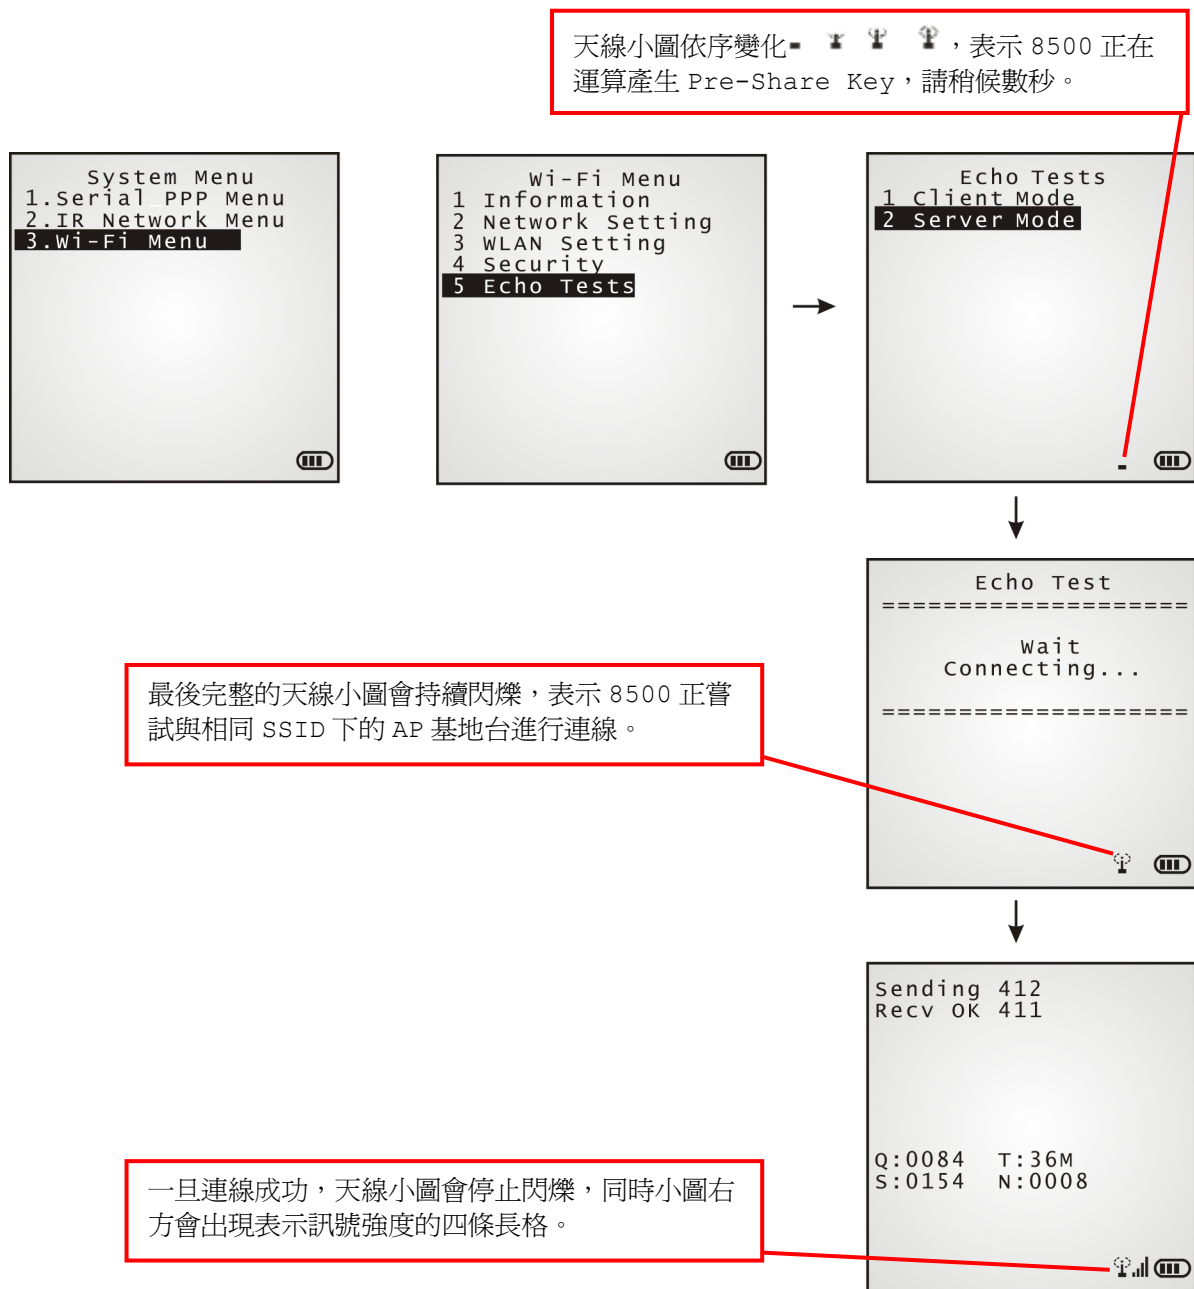 天線小圖依序變化，表示 8500 正在
運算產生 Pre-Share Key，請稍候數秒。
System Menu
1.Serial PPP Menu
2.IR Network Menu
3.Wi-Fi Menu
Wi-Fi Menu
1 Information
2 Network Setting
3 WLAN Setting
4 Security
5 Echo Tests
Echo Tests
1 Client Mode
2 Server Mode
Echo Test
====================
Wait
Connecting...
====================
最後完整的天線小圖會持續閃爍，表示 8500 正嘗
試與相同 SSID 下的 AP 基地台進行連線。
Sending 412
Recv OK 411
Q:0084 T:36M
S:0154 N:0008
一旦連線成功，天線小圖會停止閃爍，同時小圖右
方會出現表示訊號強度的四條長格。